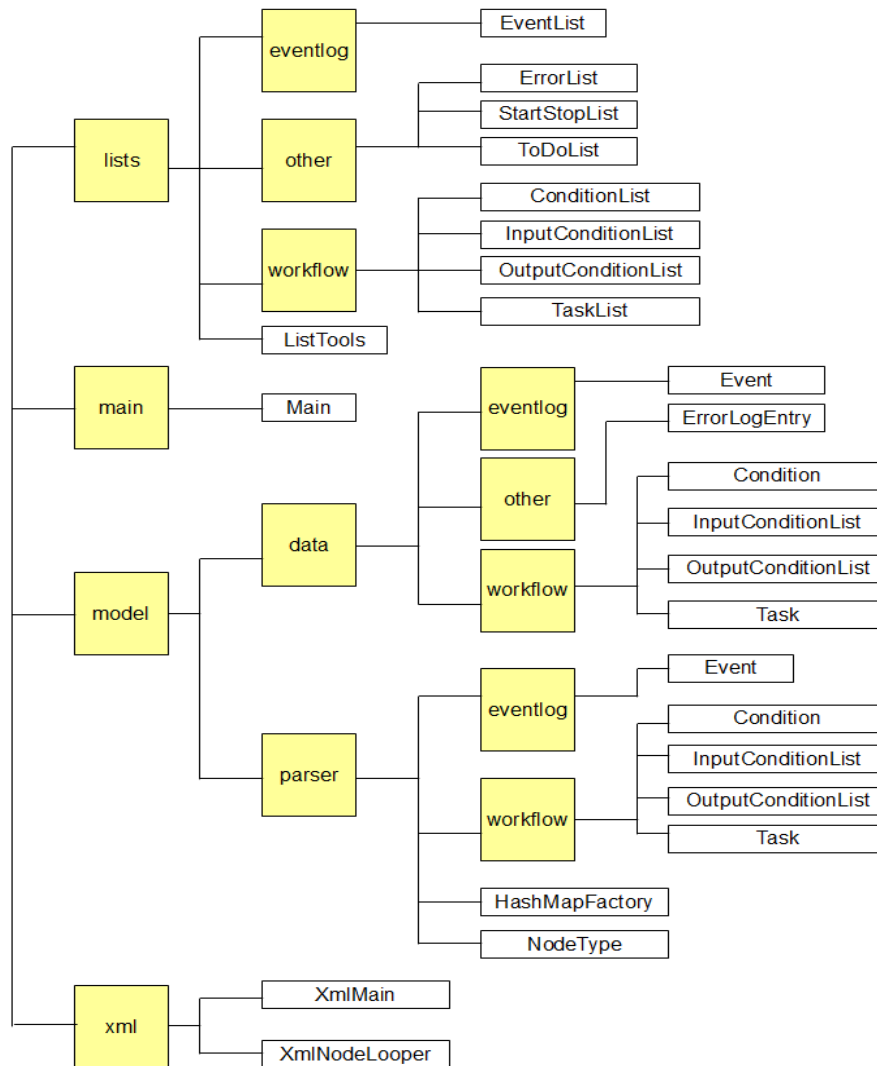 lists
eventlog
EventList
other
ErrorList
StartStopList
ToDoList
workflow
ConditionList
InputConditionList
OutputConditionList
TaskList
ListTools
main
Main
model
data
eventlog
Event
other
ErrorLogEntry
workflow
Condition
InputConditionList
OutputConditionList
Task
parser
eventlog
Event
workflow
Condition
InputConditionList
OutputConditionList
Task
HashMapFactory
NodeType
xml
XmlMain
XmlNodeLooper